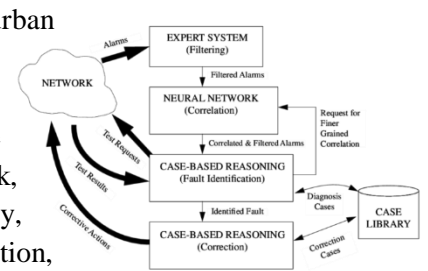 urban
k,
y,
tion,
Alarms
EXPERT SYSTEM
(Filtering)
NETWORK
Filtered Alarms
NEURAL NETWORK
(Correlation)
Request for
Finer
Grained
Correlation
Test Requests
Correlated & Filtered Alarms
Test Results
CASE-BASED REASONING
(Fault Identification)
Corrective Actions
Identified Fault
Diagnosis
Cases
CASE
LIBRARY
CASE-BASED REASONING
(Correction)
Correction Cases